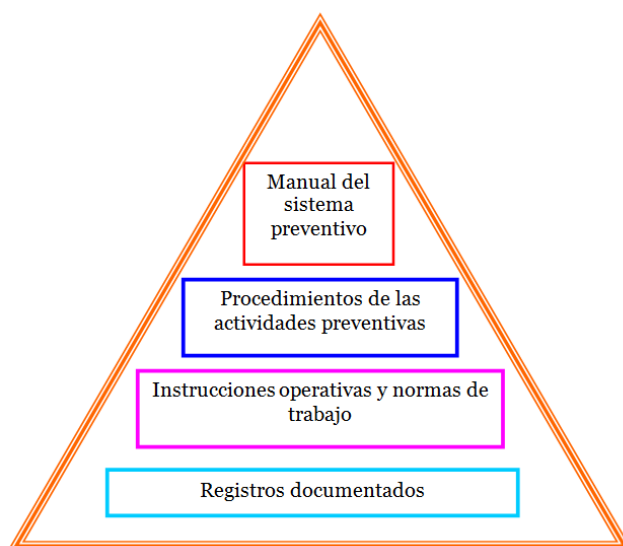 Manual del
sistema
preventivo
Procedimientos de las
actividades preventivas
Instrucciones operativas y normas de
trabajo
Registros documentados